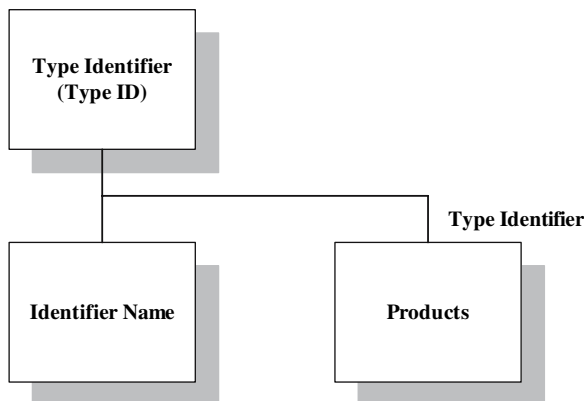 Type Identifier
(Type ID)
Type Identifier
Identifier Name
Products